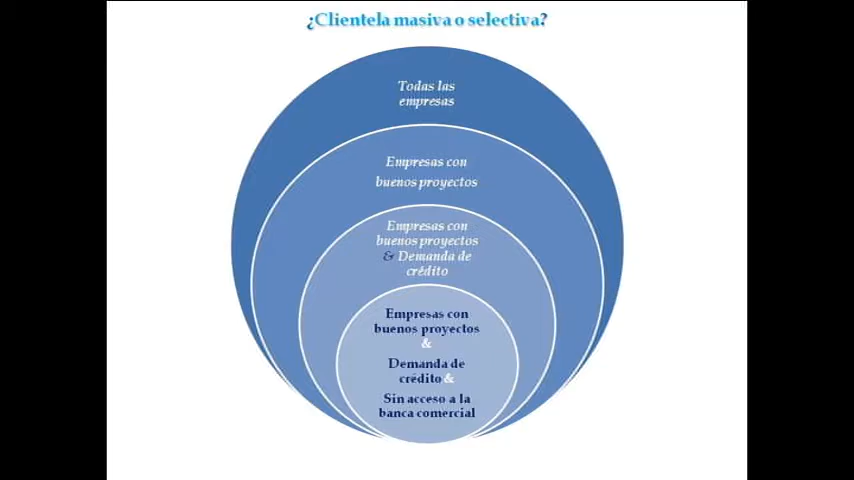 ¿Clientela masiva o selectiva?
Todas las
empresas
Empresas con
buenos proyectos
Empresas con
buenos proyectos
& Demanda de
crédito
Empresas con
buenos proyectos
&
Demanda de
crédito &
Sin acceso a la
banca comercial